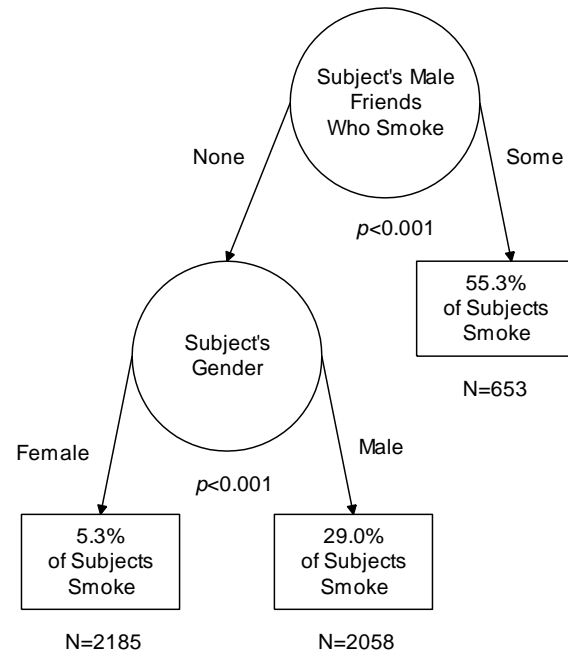 Subject's Male
Friends
Who Smoke
None
Some
p<0.001
55.3%
of Subjects
Smoke
N=653
Subject's
Gender
Female
Male
p<0.001
5.3%
of Subjects
Smoke
N=2185
29.0%
of Subjects
Smoke
N=2058